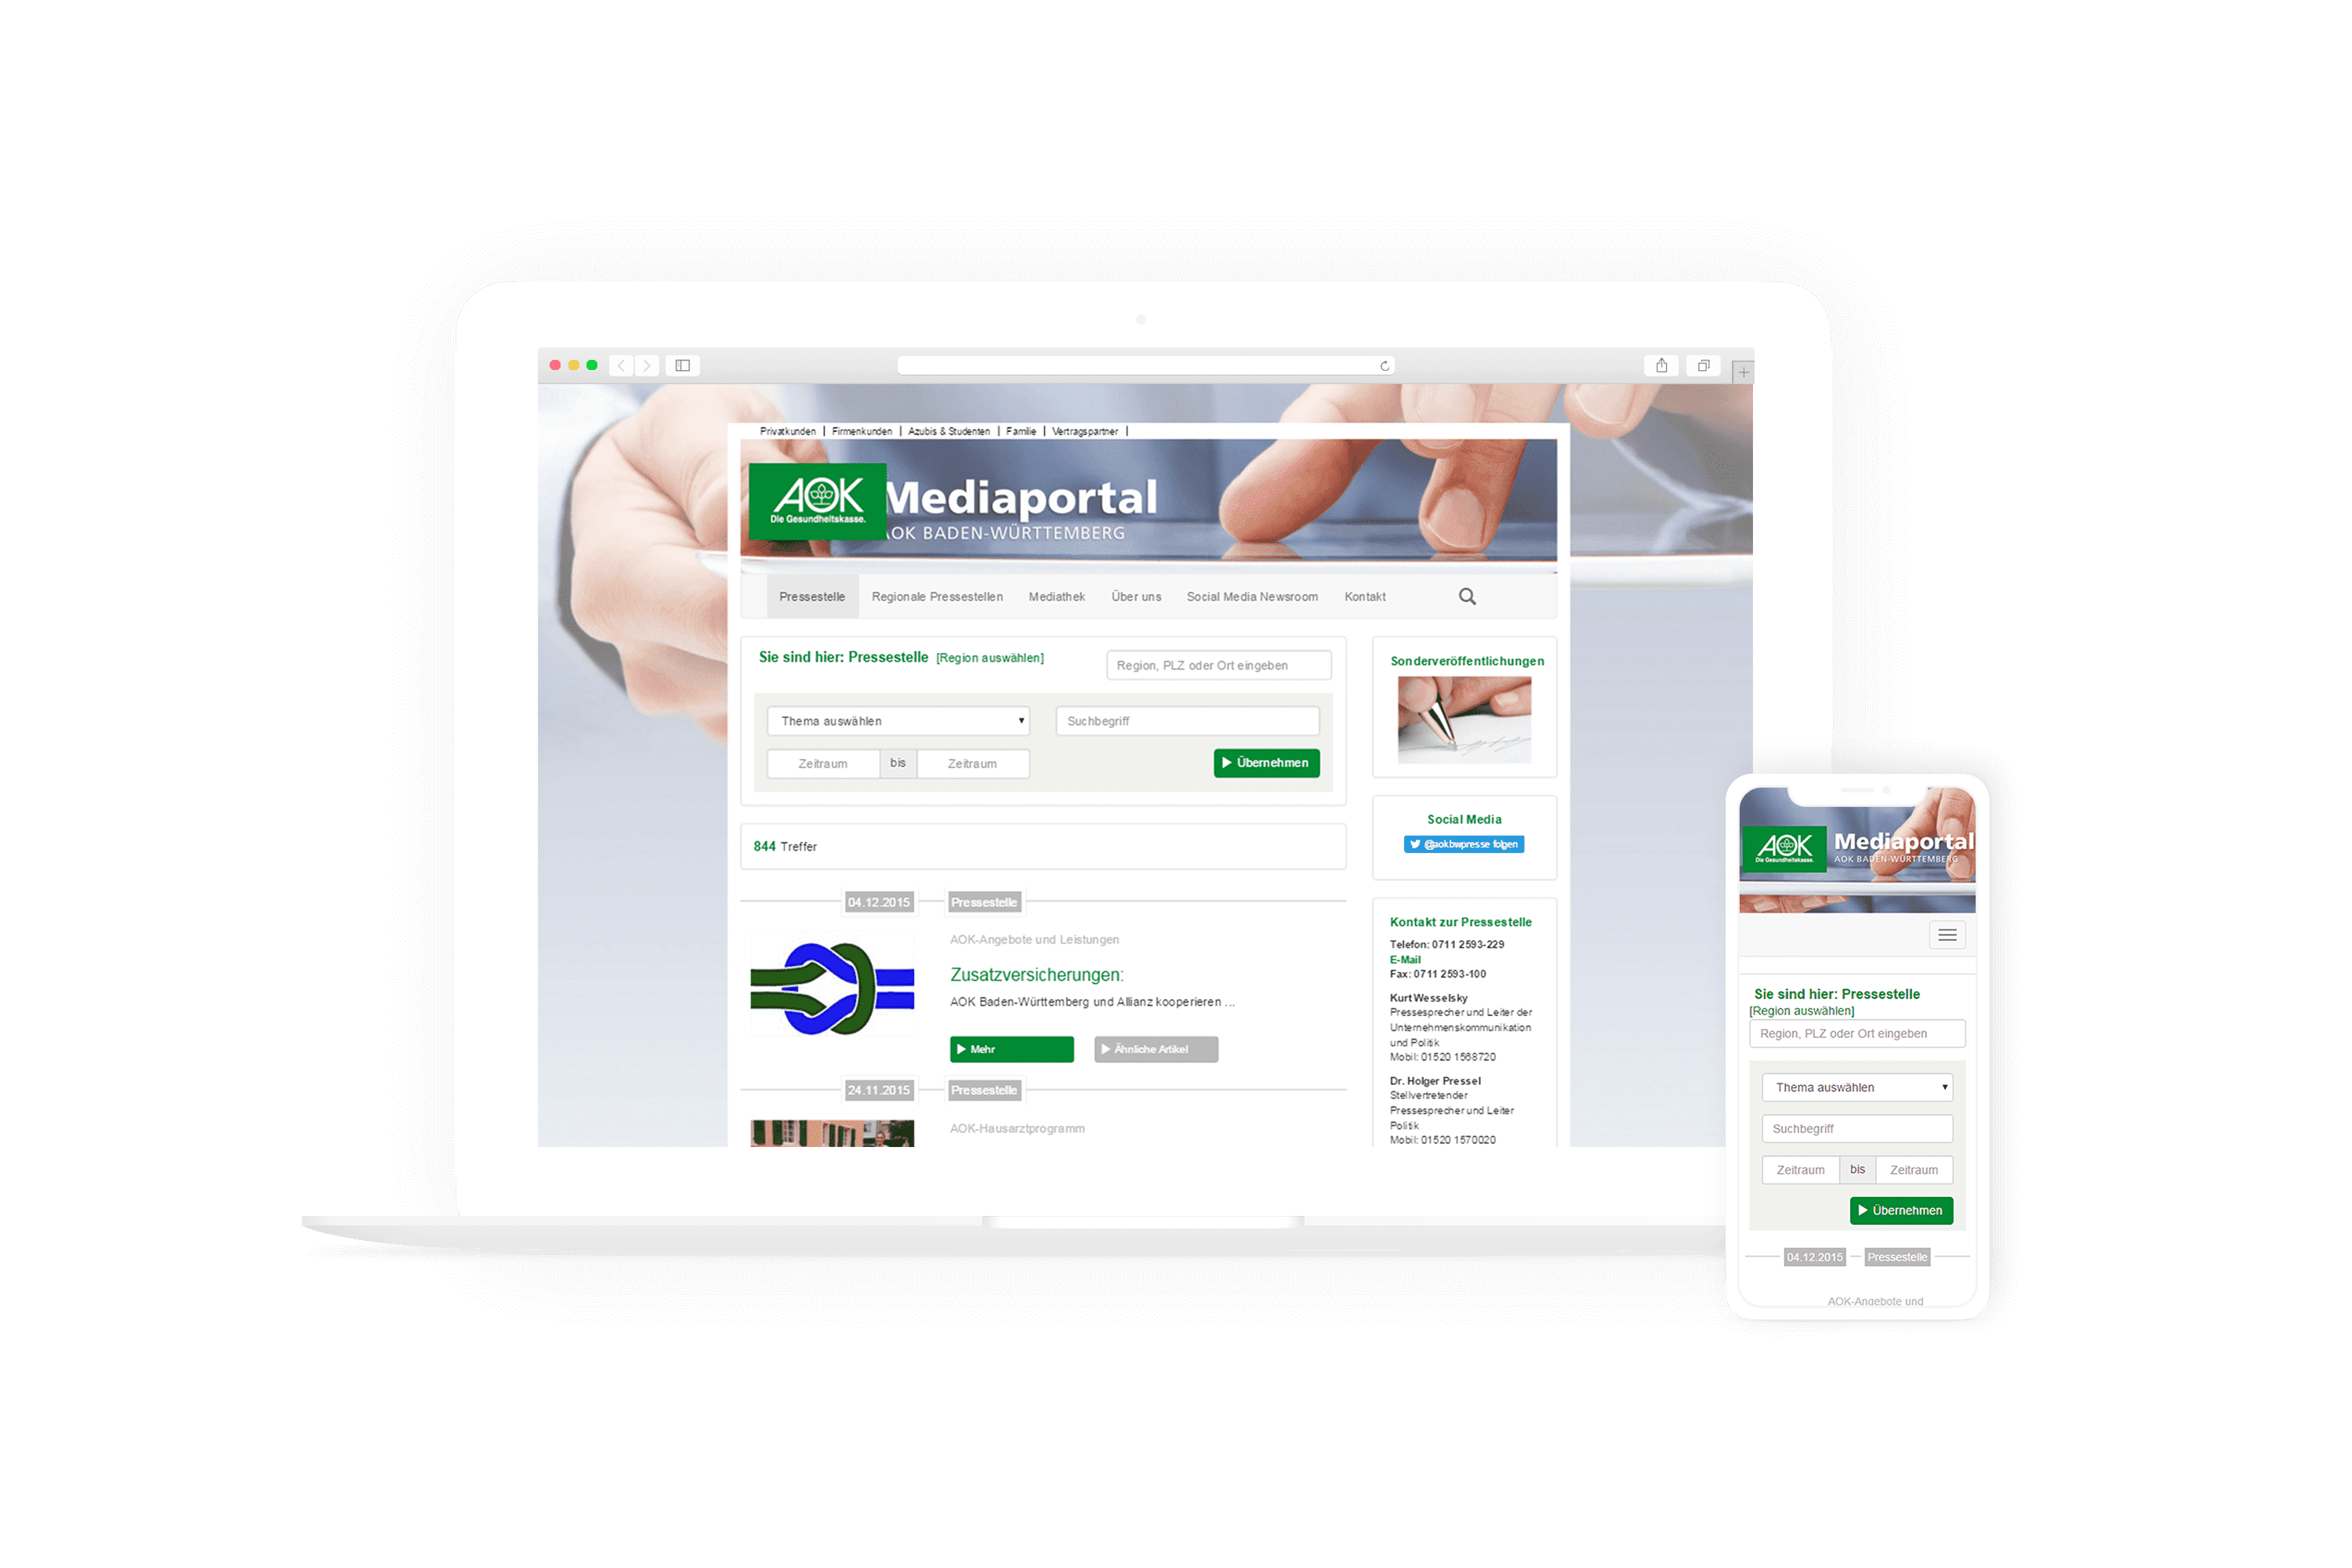 Privatkunden | Firmenkunden | Azubis & Studenten | Familie | Vertragspartner |
AOK
Die Gesundheitskasse.
Mediaportal
AOK BADEN-WÜRTTEMBERG
Pressestelle Regionale Pressestellen Mediathek Über uns Social Media Newsroom Kontakt
Sie sind hier: Pressestelle [Region auswählen]
Region, PLZ oder Ort eingeben
Thema auswählen
Suchbegriff
Zeitraum bis Zeitraum
Übernehmen
844 Treffer
04.12.2015 Pressestelle
AOK-Angebote und Leistungen
Zusatzversicherungen:
AOK Baden-Württemberg und Allianz kooperieren ...
Mehr
Ähnliche Artikel
24.11.2015 Pressestelle
AOK-Hausarztprogramm
Sonderveröffentlichungen
Social Media
@aokbwpresse folgen
Kontakt zur Pressestelle
Telefon: 0711 2593-229
E-Mail
Fax: 0711 2593-100
Kurt Wesselsky
Pressesprecher und Leiter der
Unternehmenskommunikation
und Politik
Mobil: 01520 1568720
Dr. Holger Pressel
Stellvertretender
Pressesprecher und Leiter
Politik
Mobil: 01520 1570020
AOK
Die Gesundheitskasse.
Mediaportal
AOK BADEN-WÜRTTEMBERG
Sie sind hier: Pressestelle
[Region auswählen]
Region, PLZ oder Ort eingeben
Thema auswählen
Suchbegriff
Zeitraum bis Zeitraum
Übernehmen
04.12.2015 Pressestelle
AOK-Angebote und